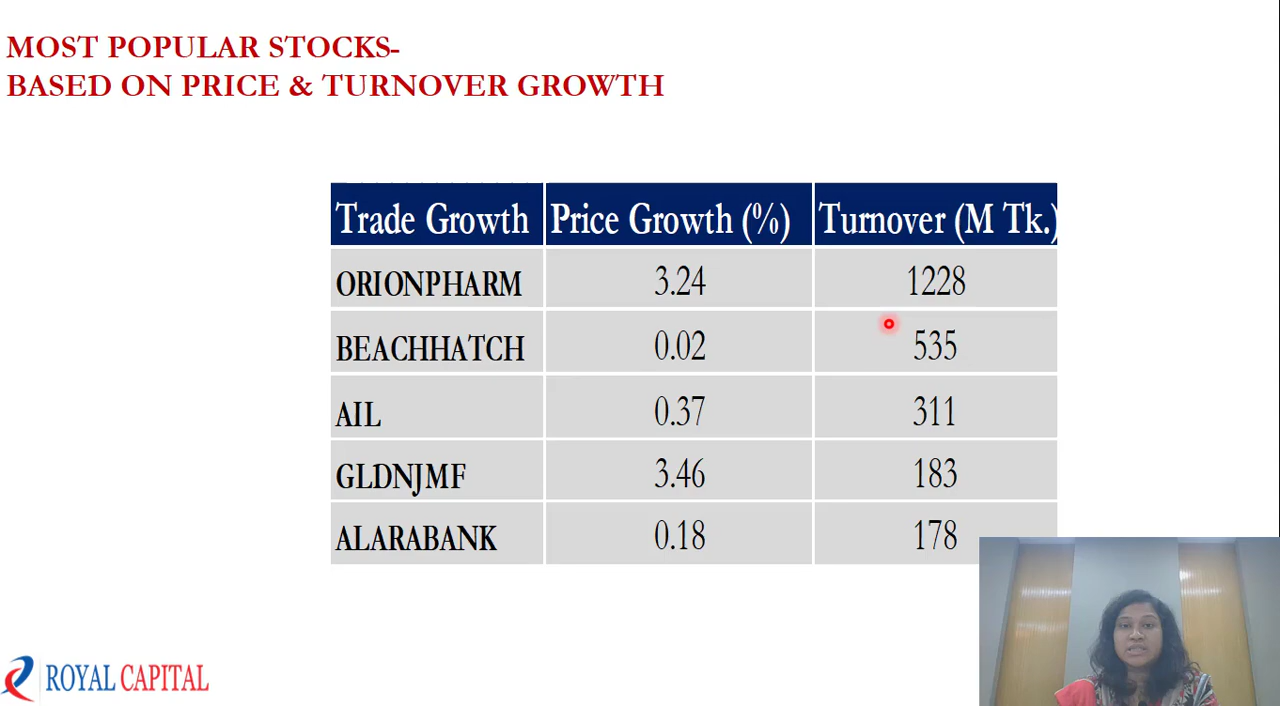 MOST POPULAR STOCKS-
BASED ON PRICE & TURNOVER GROWTH
Trade Growth Price Growth (%) Turnover (M Tk.)
ORIONPHARM 3.24 1228
BEACHHATCH 0.02 535
AIL 0.37 311
GLDNJMF 3.46 183
ALARABANK 0.18 178
ROYAL CAPITAL